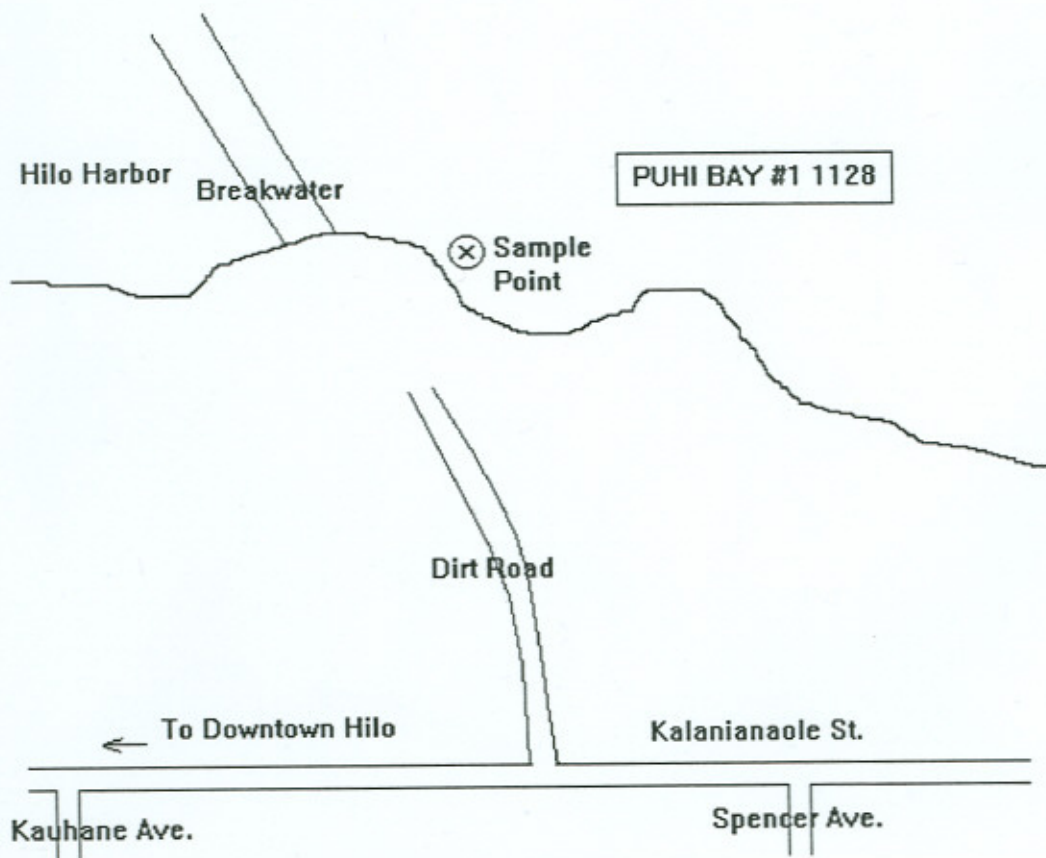 Hilo Harbor
Breakwater
PUHI BAY #1 1128
Sample
Point
Dirt Road
To Downtown Hilo
Kalanianaole St.
Kauhane Ave.
Spencer Ave.